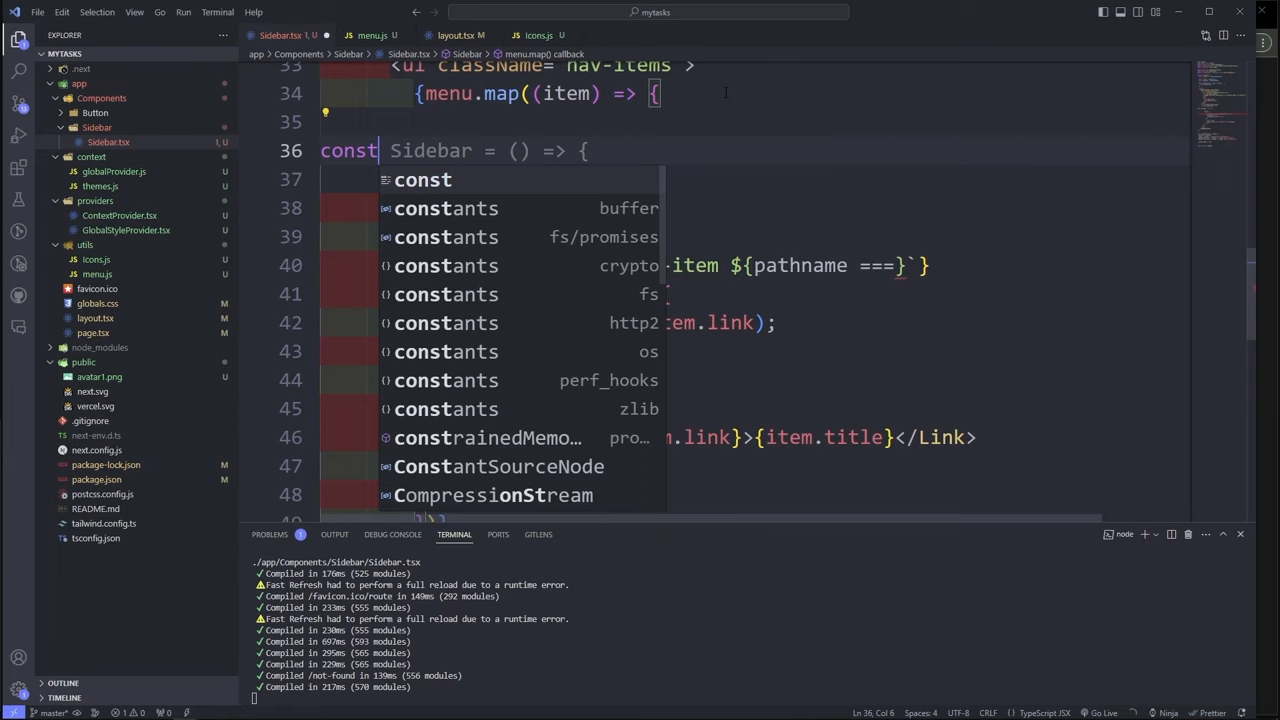 File Edit Selection View Go Run Terminal Help
mytasks
EXPLORER
Sidebar.tsx 1, U
menu.js U
layout.tsx M
Icons.js U
MYTASKS
app > Components > Sidebar > Sidebar.tsx > Sidebar > menu.map() callback
.next
app
Components
Button
Sidebar
Sidebar.tsx 1, U
context
globalProvider.js U
themes.js U
providers
ContextProvider.tsx U
GlobalStyleProvider.tsx U
utils
Icons.js U
menu.js U
favicon.ico
globals.css M
layout.tsx M
page.tsx M
node_modules
public
avatar1.png U
next.svg
vercel.svg
.gitignore
next-env.d.ts
next.config.js
package-lock.json M
package.json M
postcss.config.js
README.md
tailwind.config.ts
tsconfig.json
OUTLINE
TIMELINE
33 <ul className="nav-items">
34 {menu.map((item) => {
35
36 const Sidebar = () => {
37
38
39
40 -item ${pathname ===}`}
41 {
42 tem.link);
43
44
45
46 m.link}>{item.title}</Link>
47
48
49 })}
const
constants buffer
constants fs/promises
constants crypto
constants fs
constants http2
constants os
constants perf_hooks
constants zlib
constrainedMemo… pro…
ConstantSourceNode
CompressionStream
PROBLEMS 1 OUTPUT DEBUG CONSOLE TERMINAL PORTS GITLENS
node
./app/Components/Sidebar/Sidebar.tsx
✓ Compiled in 176ms (525 modules)
⚠ Fast Refresh had to perform a full reload due to a runtime error.
✓ Compiled /favicon.ico/route in 149ms (292 modules)
✓ Compiled in 233ms (555 modules)
⚠ Fast Refresh had to perform a full reload due to a runtime error.
✓ Compiled in 230ms (555 modules)
✓ Compiled in 697ms (593 modules)
✓ Compiled in 295ms (565 modules)
✓ Compiled in 229ms (565 modules)
✓ Compiled /not-found in 139ms (556 modules)
✓ Compiled in 217ms (570 modules)
master* 1 0 0 Ln 36, Col 6 Spaces: 4 UTF-8 CRLF {} TypeScript JSX Go Live Ninja Prettier